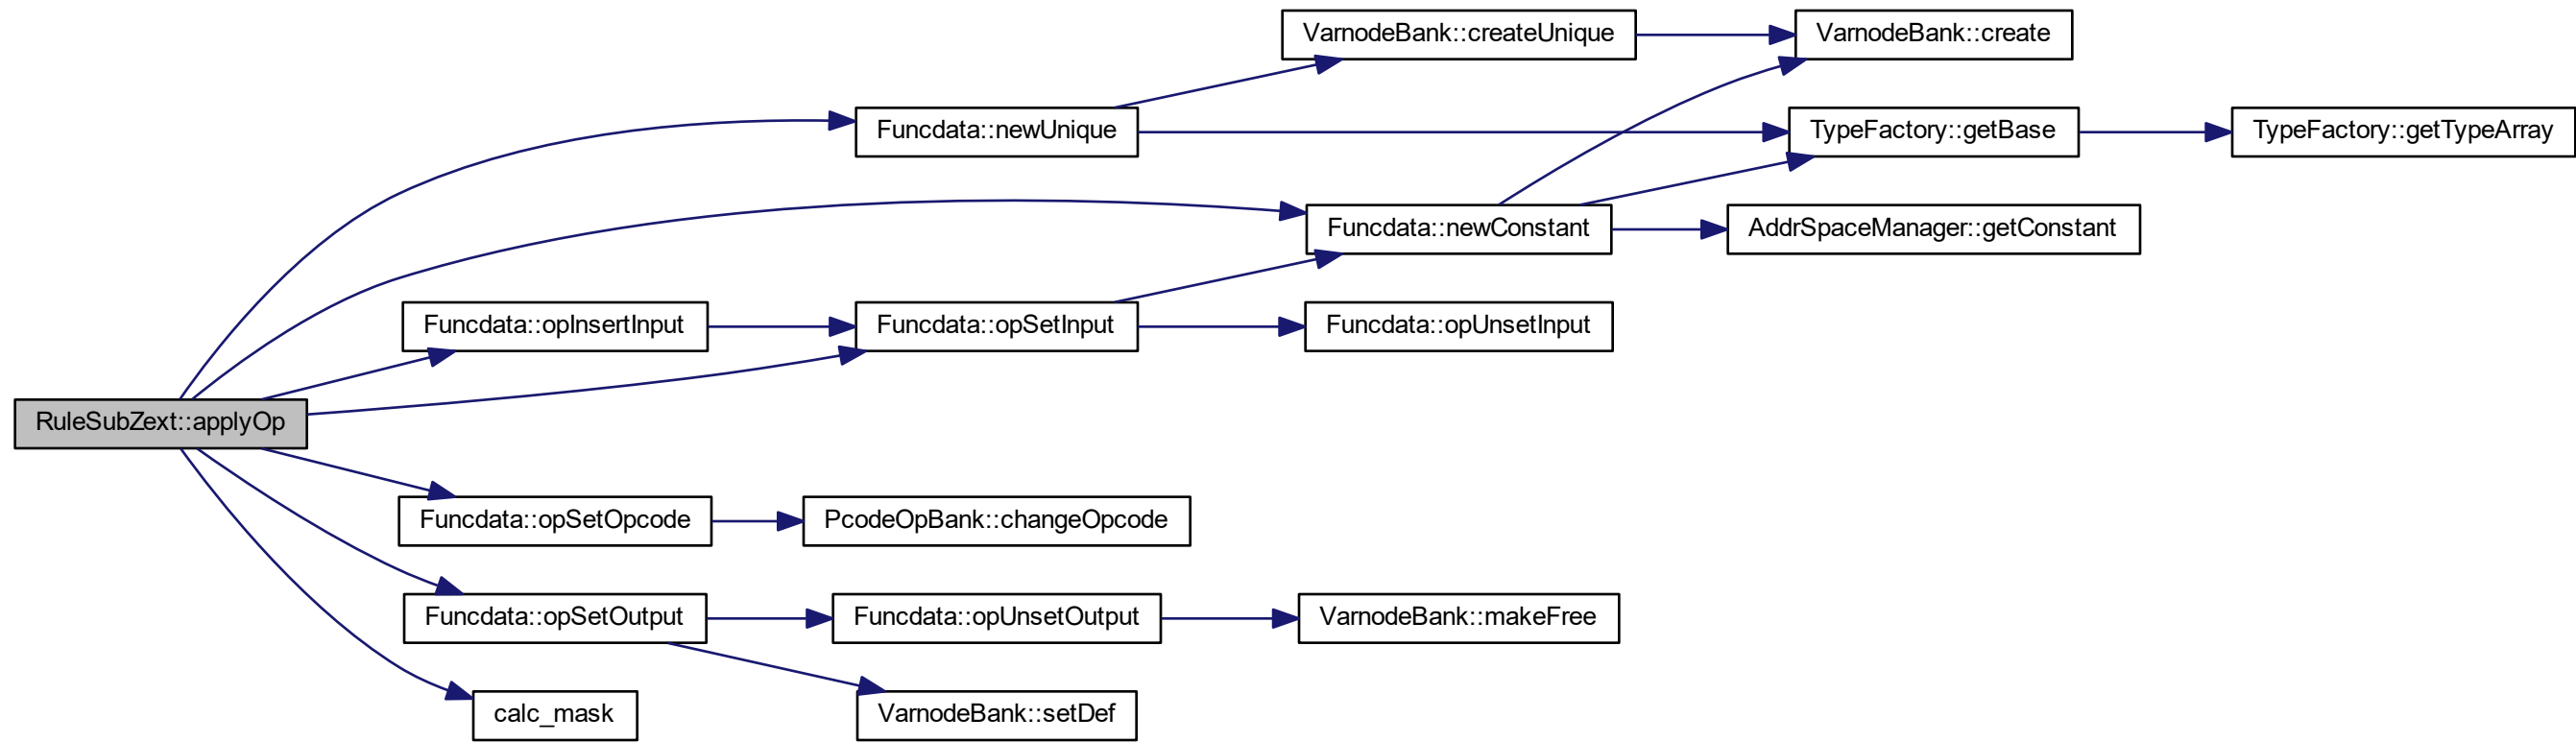 VarnodeBank::createUnique
VarnodeBank::create
Funcdata::newUnique
TypeFactory::getBase
TypeFactory::getTypeArray
Funcdata::newConstant
AddrSpaceManager::getConstant
Funcdata::opInsertInput
Funcdata::opSetInput
Funcdata::opUnsetInput
RuleSubZext::applyOp
Funcdata::opSetOpcode
PcodeOpBank::changeOpcode
Funcdata::opSetOutput
Funcdata::opUnsetOutput
VarnodeBank::makeFree
calc_mask
VarnodeBank::setDef